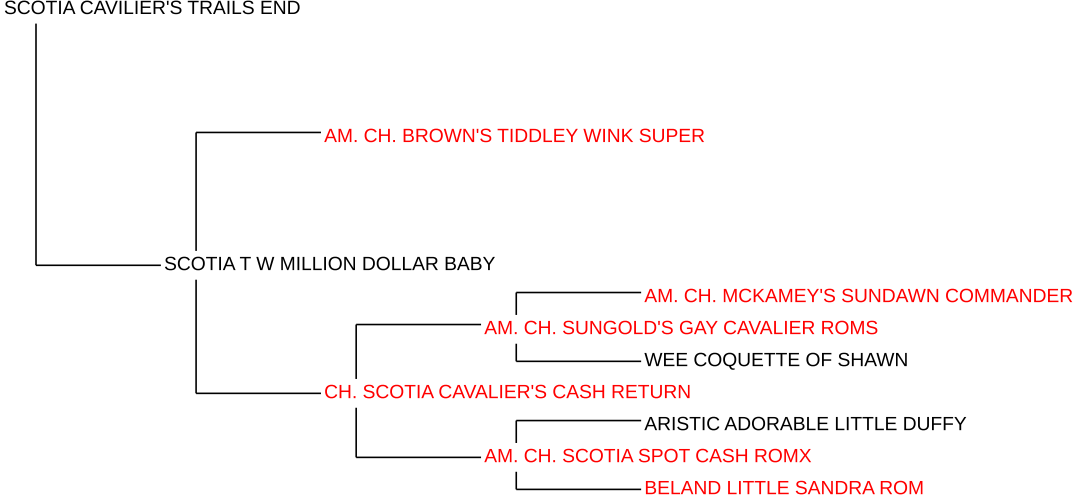 SCOTIA CAVILIER'S TRAILS END
AM. CH. BROWN'S TIDDLEY WINK SUPER
SCOTIA T W MILLION DOLLAR BABY
AM. CH. MCKAMEY'S SUNDAWN COMMANDER
AM. CH. SUNGOLD'S GAY CAVALIER ROMS
WEE COQUETTE OF SHAWN
CH. SCOTIA CAVALIER'S CASH RETURN
ARISTIC ADORABLE LITTLE DUFFY
AM. CH. SCOTIA SPOT CASH ROMX
BELAND LITTLE SANDRA ROM